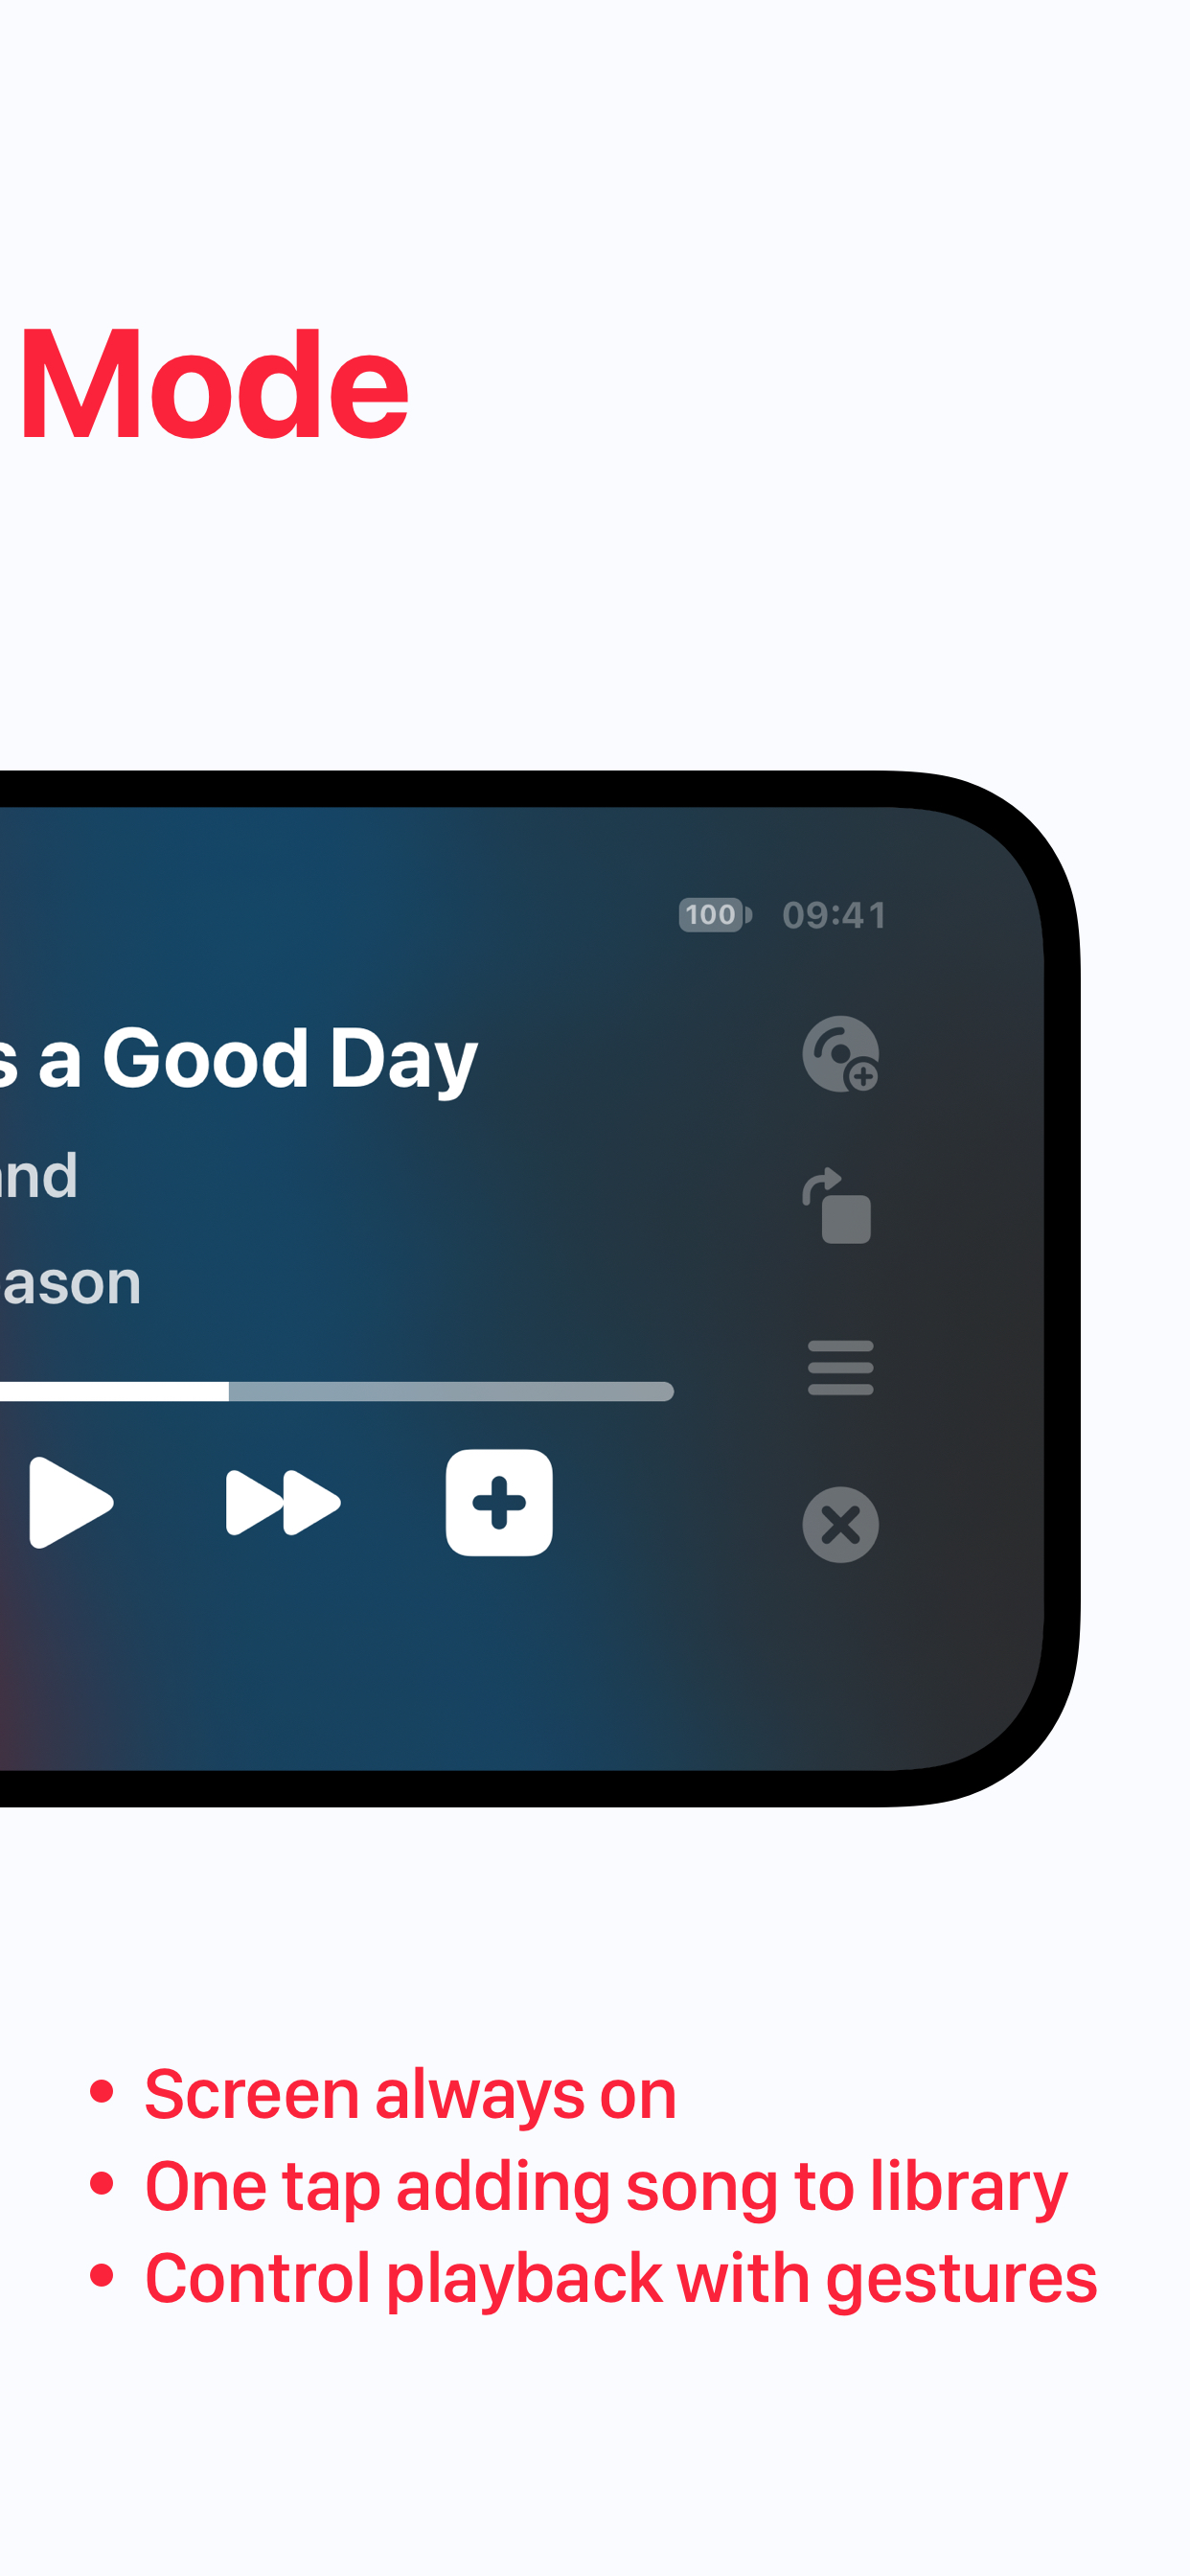 Mode
100 09:41
s a Good Day
nd
ason
• Screen always on
• One tap adding song to library
• Control playback with gestures